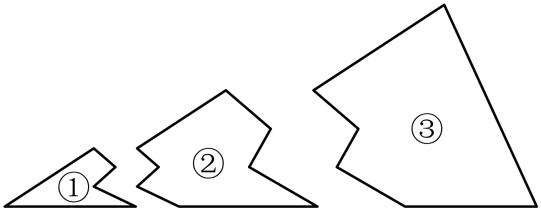 ① ② ③